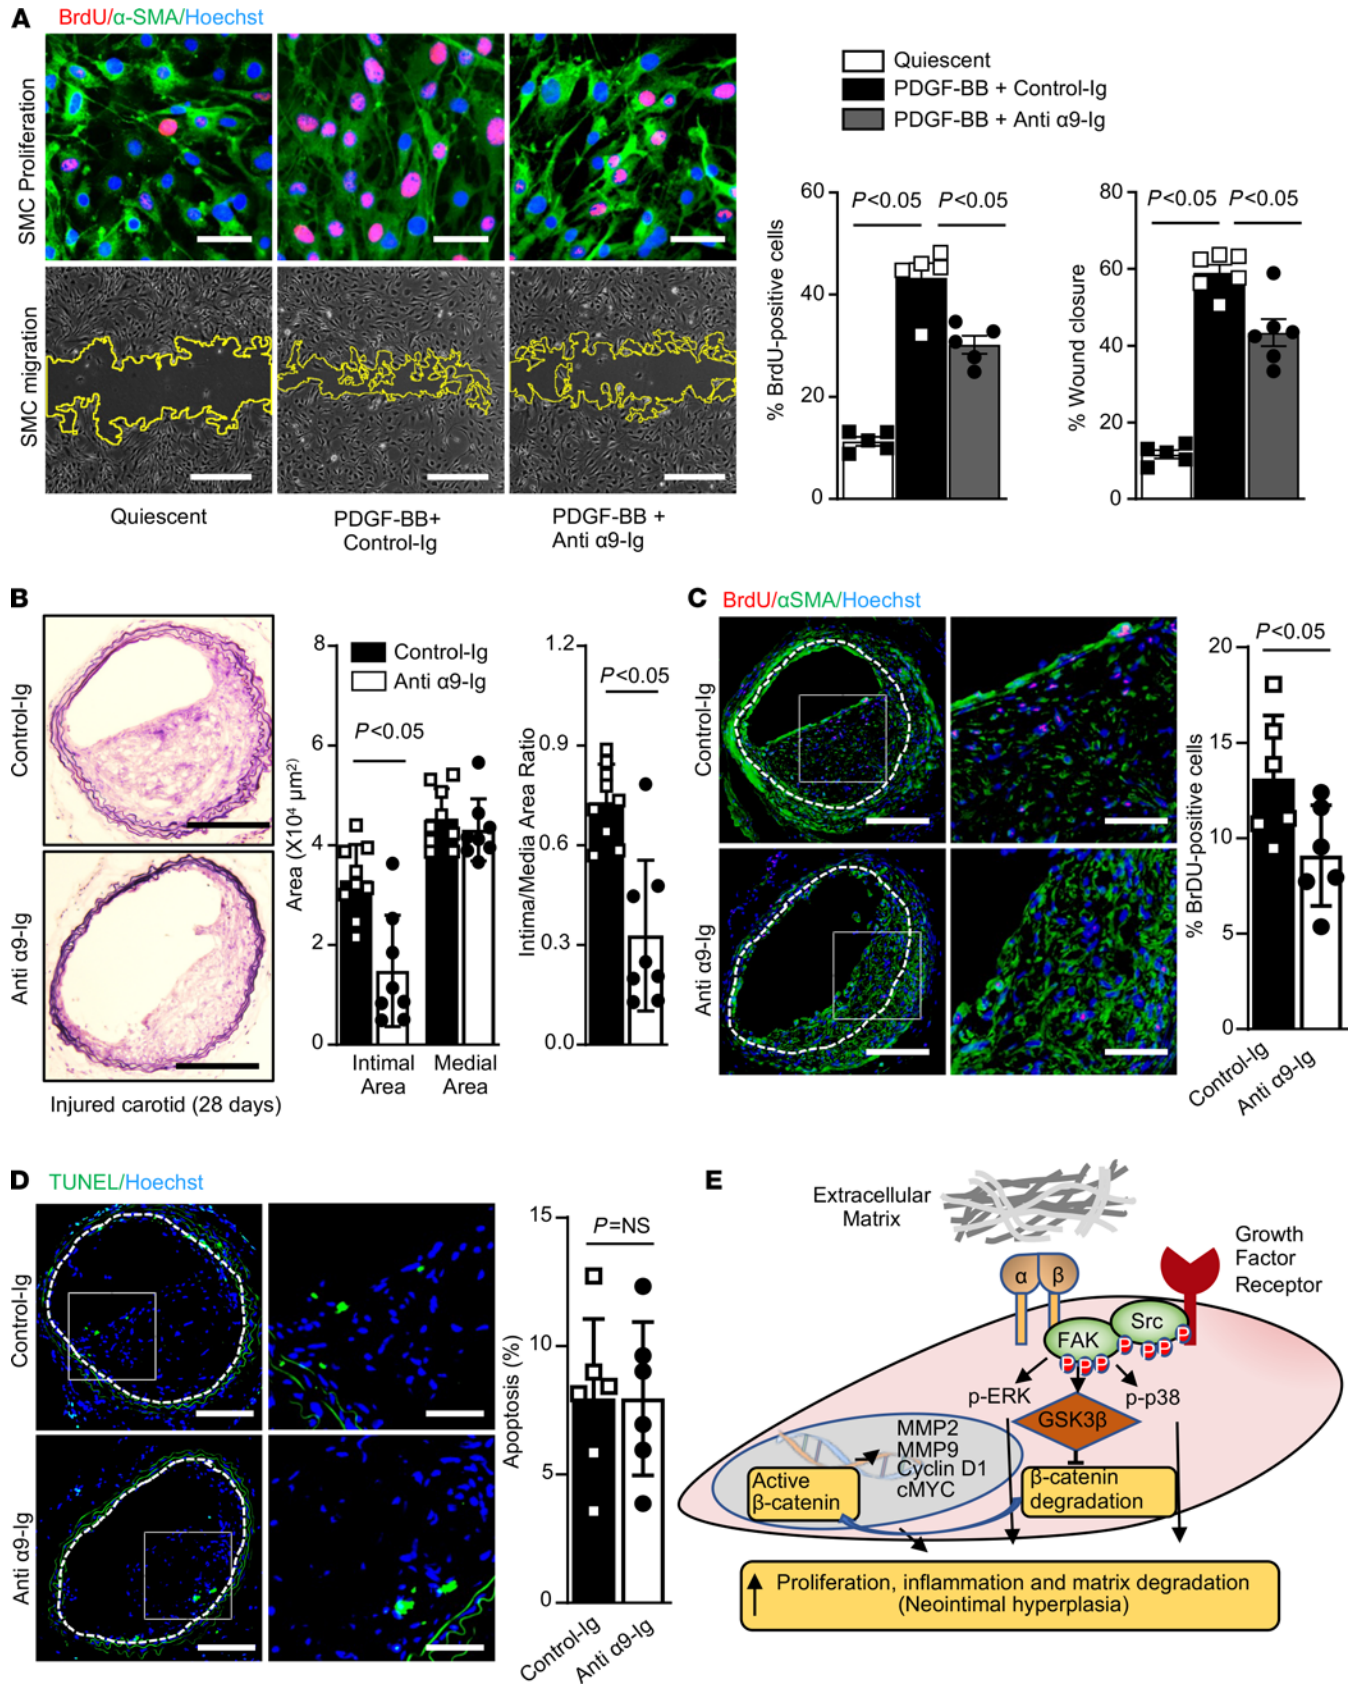 A
BrdU/α-SMA/Hoechst
SMC Proliferation
SMC migration
Quiescent
PDGF-BB+
Control-Ig
PDGF-BB +
Anti α9-Ig
Quiescent
PDGF-BB + Control-Ig
PDGF-BB + Anti α9-Ig
% BrdU-positive cells
60
40
20
0
P<0.05
P<0.05
% Wound closure
80
60
40
20
0
P<0.05
P<0.05
B
Control-Ig
Anti α9-Ig
Injured carotid (28 days)
Area (X10⁴ µm²)
8
6
4
2
0
Control-Ig
Anti α9-Ig
P<0.05
Intimal
Area
Medial
Area
Intima/Media Area Ratio
1.2
0.9
0.6
0.3
0.0
P<0.05
C
BrdU/αSMA/Hoechst
Control-Ig
Anti α9-Ig
% BrDU-positive cells
20
15
10
5
0
P<0.05
Control-Ig
Anti α9-Ig
D
TUNEL/Hoechst
Control-Ig
Anti α9-Ig
Apoptosis (%)
15
10
5
0
P=NS
Control-Ig
Anti α9-Ig
E
Extracellular
Matrix
Growth
Factor
Receptor
α
β
FAK
Src
P
P
P
P
P
P
P
P
p-ERK
p-p38
GSK3β
MMP2
MMP9
Cyclin D1
cMYC
Active
β-catenin
β-catenin
degradation
Proliferation, inflammation and matrix degradation
(Neointimal hyperplasia)